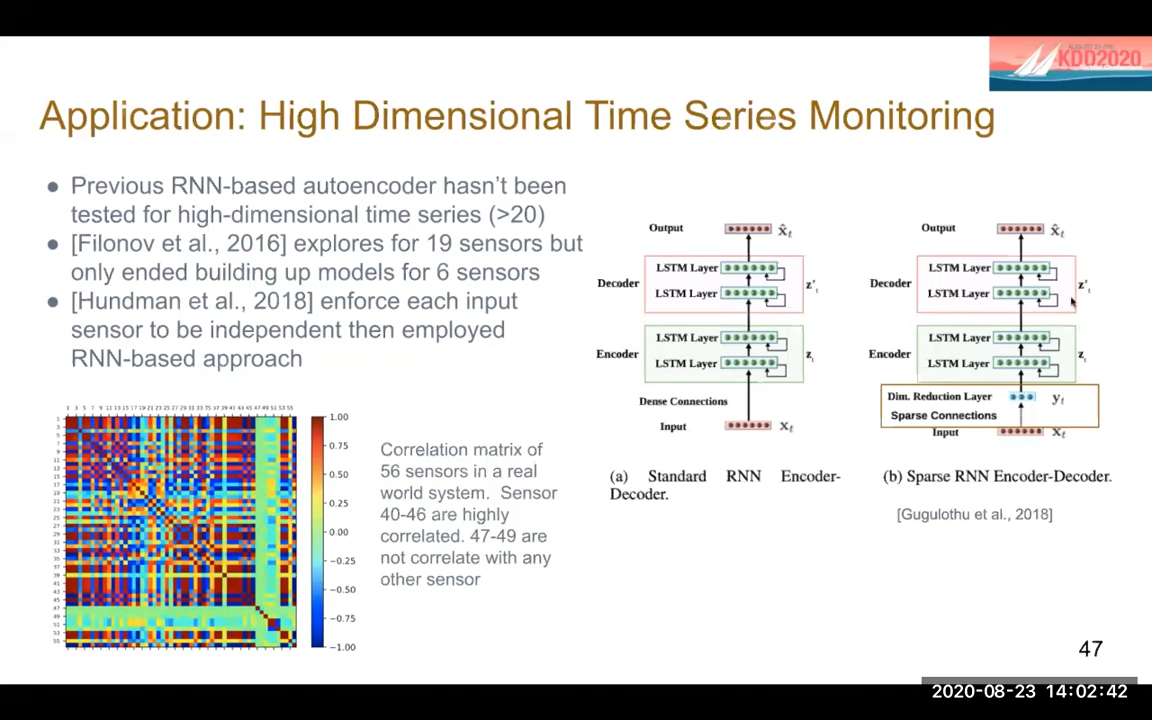 KDD2020
Application: High Dimensional Time Series Monitoring
● Previous RNN-based autoencoder hasn't been
tested for high-dimensional time series (>20)
● [Filonov et al., 2016] explores for 19 sensors but
only ended building up models for 6 sensors
● [Hundman et al., 2018] enforce each input
sensor to be independent then employed
RNN-based approach
1.00
0.75
0.50
0.25
0.00
−0.25
−0.50
−0.75
−1.00
Correlation matrix of
56 sensors in a real
world system. Sensor
40-46 are highly
correlated. 47-49 are
not correlate with any
other sensor
Output x̂t
LSTM Layer
Decoder z't
LSTM Layer
LSTM Layer
Encoder zt
LSTM Layer
Dense Connections
Input xt
(a) Standard RNN Encoder-
Decoder.
Output x̂t
LSTM Layer
Decoder z't
LSTM Layer
LSTM Layer
Encoder zt
LSTM Layer
Dim. Reduction Layer yt
Sparse Connections
Input xt
(b) Sparse RNN Encoder-Decoder.
[Gugulothu et al., 2018]
47
2020-08-23 14:02:42